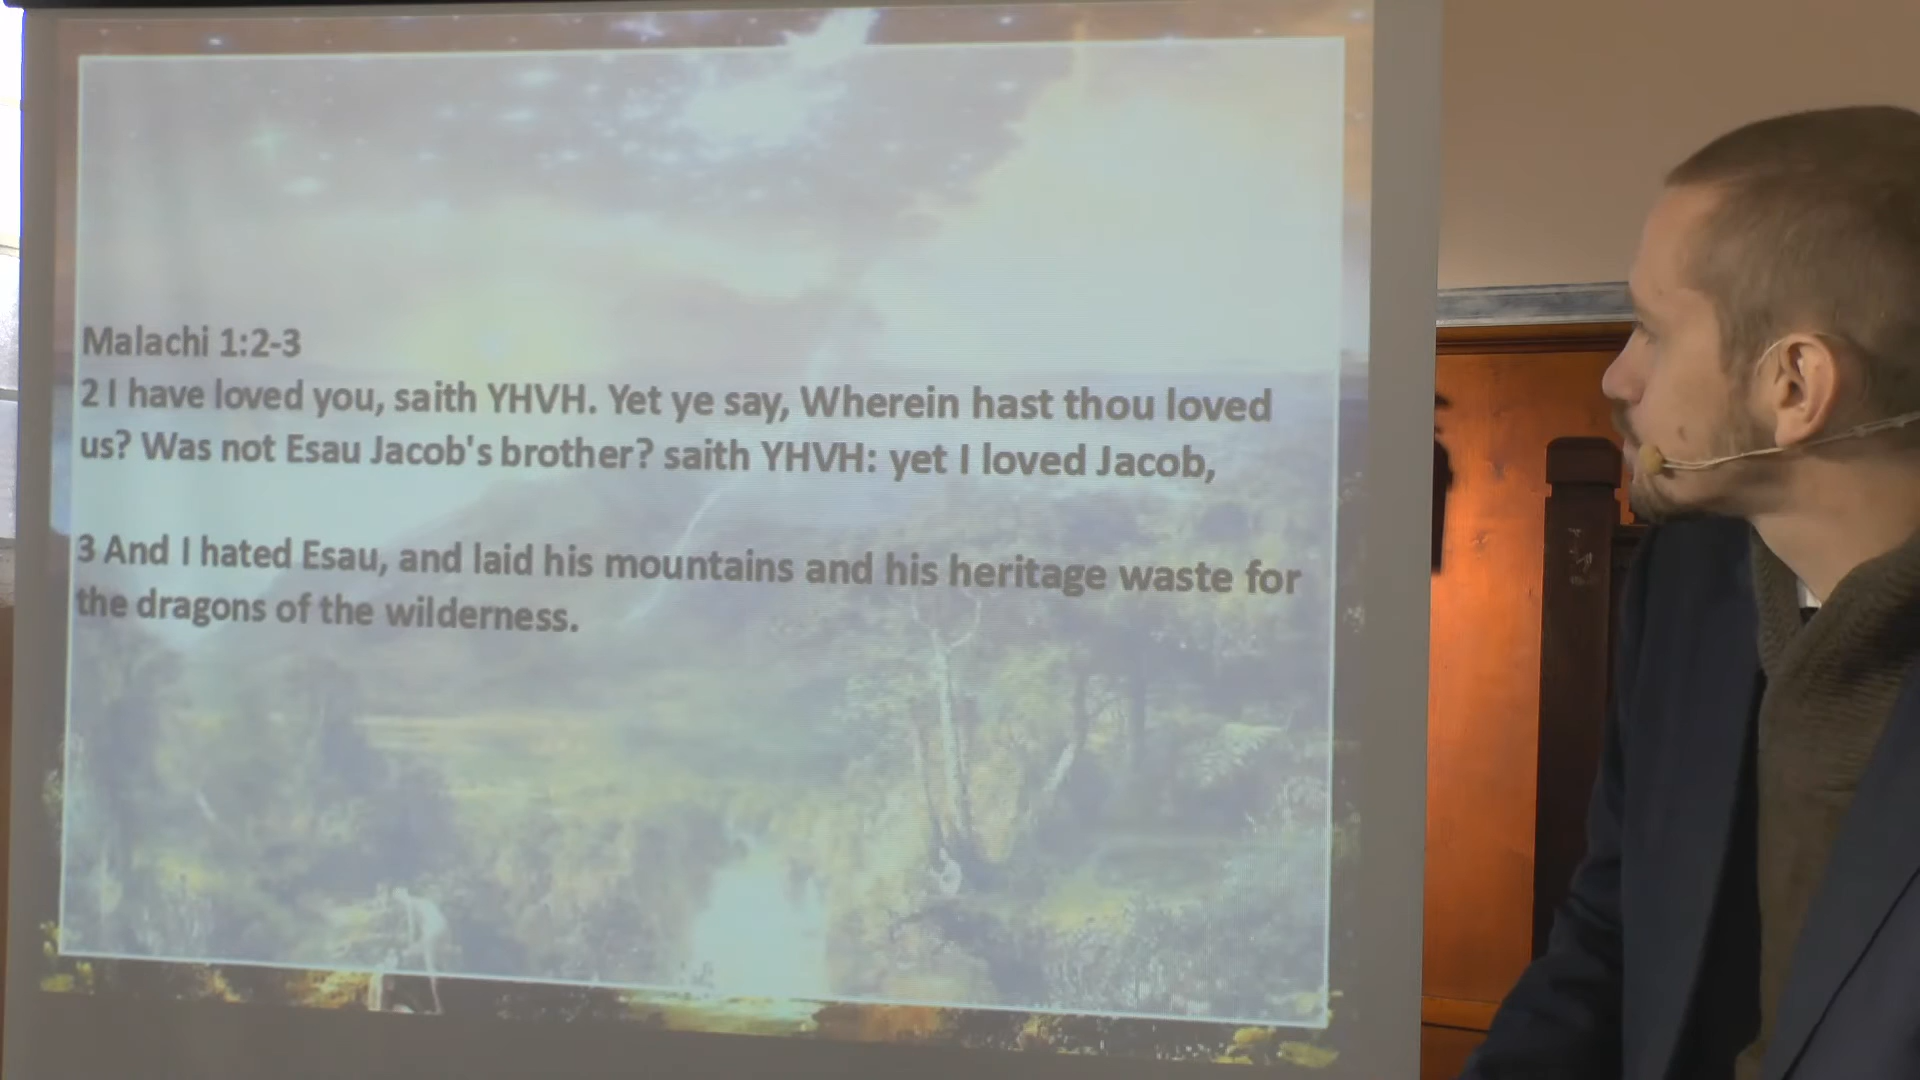 Malachi 1:2-3
2 I have loved you, saith YHVH. Yet ye say, Wherein hast thou loved
us? Was not Esau Jacob's brother? saith YHVH: yet I loved Jacob,
3 And I hated Esau, and laid his mountains and his heritage waste for
the dragons of the wilderness.